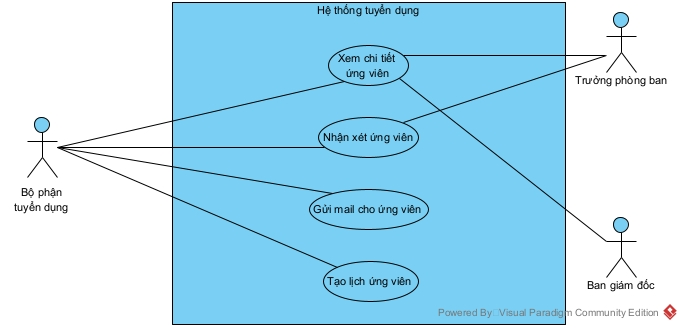 Hệ thống tuyển dụng
Xem chi tiết
ứng viên
Trưởng phòng ban
Nhận xét ứng viên
Bộ phận
tuyển dụng
Gửi mail cho ứng viên
Tạo lịch ứng viên
Ban giám đốc
Powered By: Visual Paradigm Community Edition